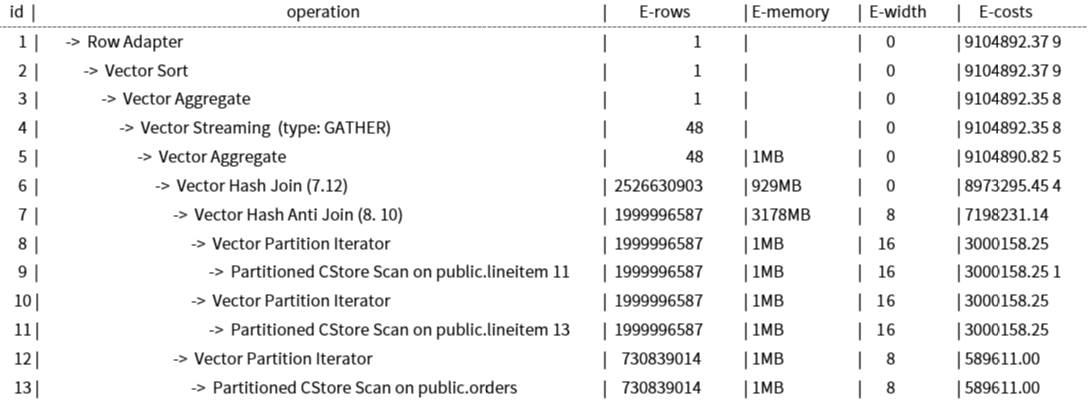 id | operation | E-rows | E-memory | E-width | E-costs
1 | -> Row Adapter | 1 | | 0 | 9104892.37 9
2 | -> Vector Sort | 1 | | 0 | 9104892.37 9
3 | -> Vector Aggregate | 1 | | 0 | 9104892.35 8
4 | -> Vector Streaming (type: GATHER) | 48 | | 0 | 9104892.35 8
5 | -> Vector Aggregate | 48 | 1MB | 0 | 9104890.82 5
6 | -> Vector Hash Join (7.12) | 2526630903 | 929MB | 0 | 8973295.45 4
7 | -> Vector Hash Anti Join (8. 10) | 1999996587 | 3178MB | 8 | 7198231.14
8 | -> Vector Partition Iterator | 1999996587 | 1MB | 16 | 3000158.25
9 | -> Partitioned CStore Scan on public.lineitem 11 | 1999996587 | 1MB | 16 | 3000158.25 1
10 | -> Vector Partition Iterator | 1999996587 | 1MB | 16 | 3000158.25
11 | -> Partitioned CStore Scan on public.lineitem 13 | 1999996587 | 1MB | 16 | 3000158.25
12 | -> Vector Partition Iterator | 730839014 | 1MB | 8 | 589611.00
13 | -> Partitioned CStore Scan on public.orders | 730839014 | 1MB | 8 | 589611.00